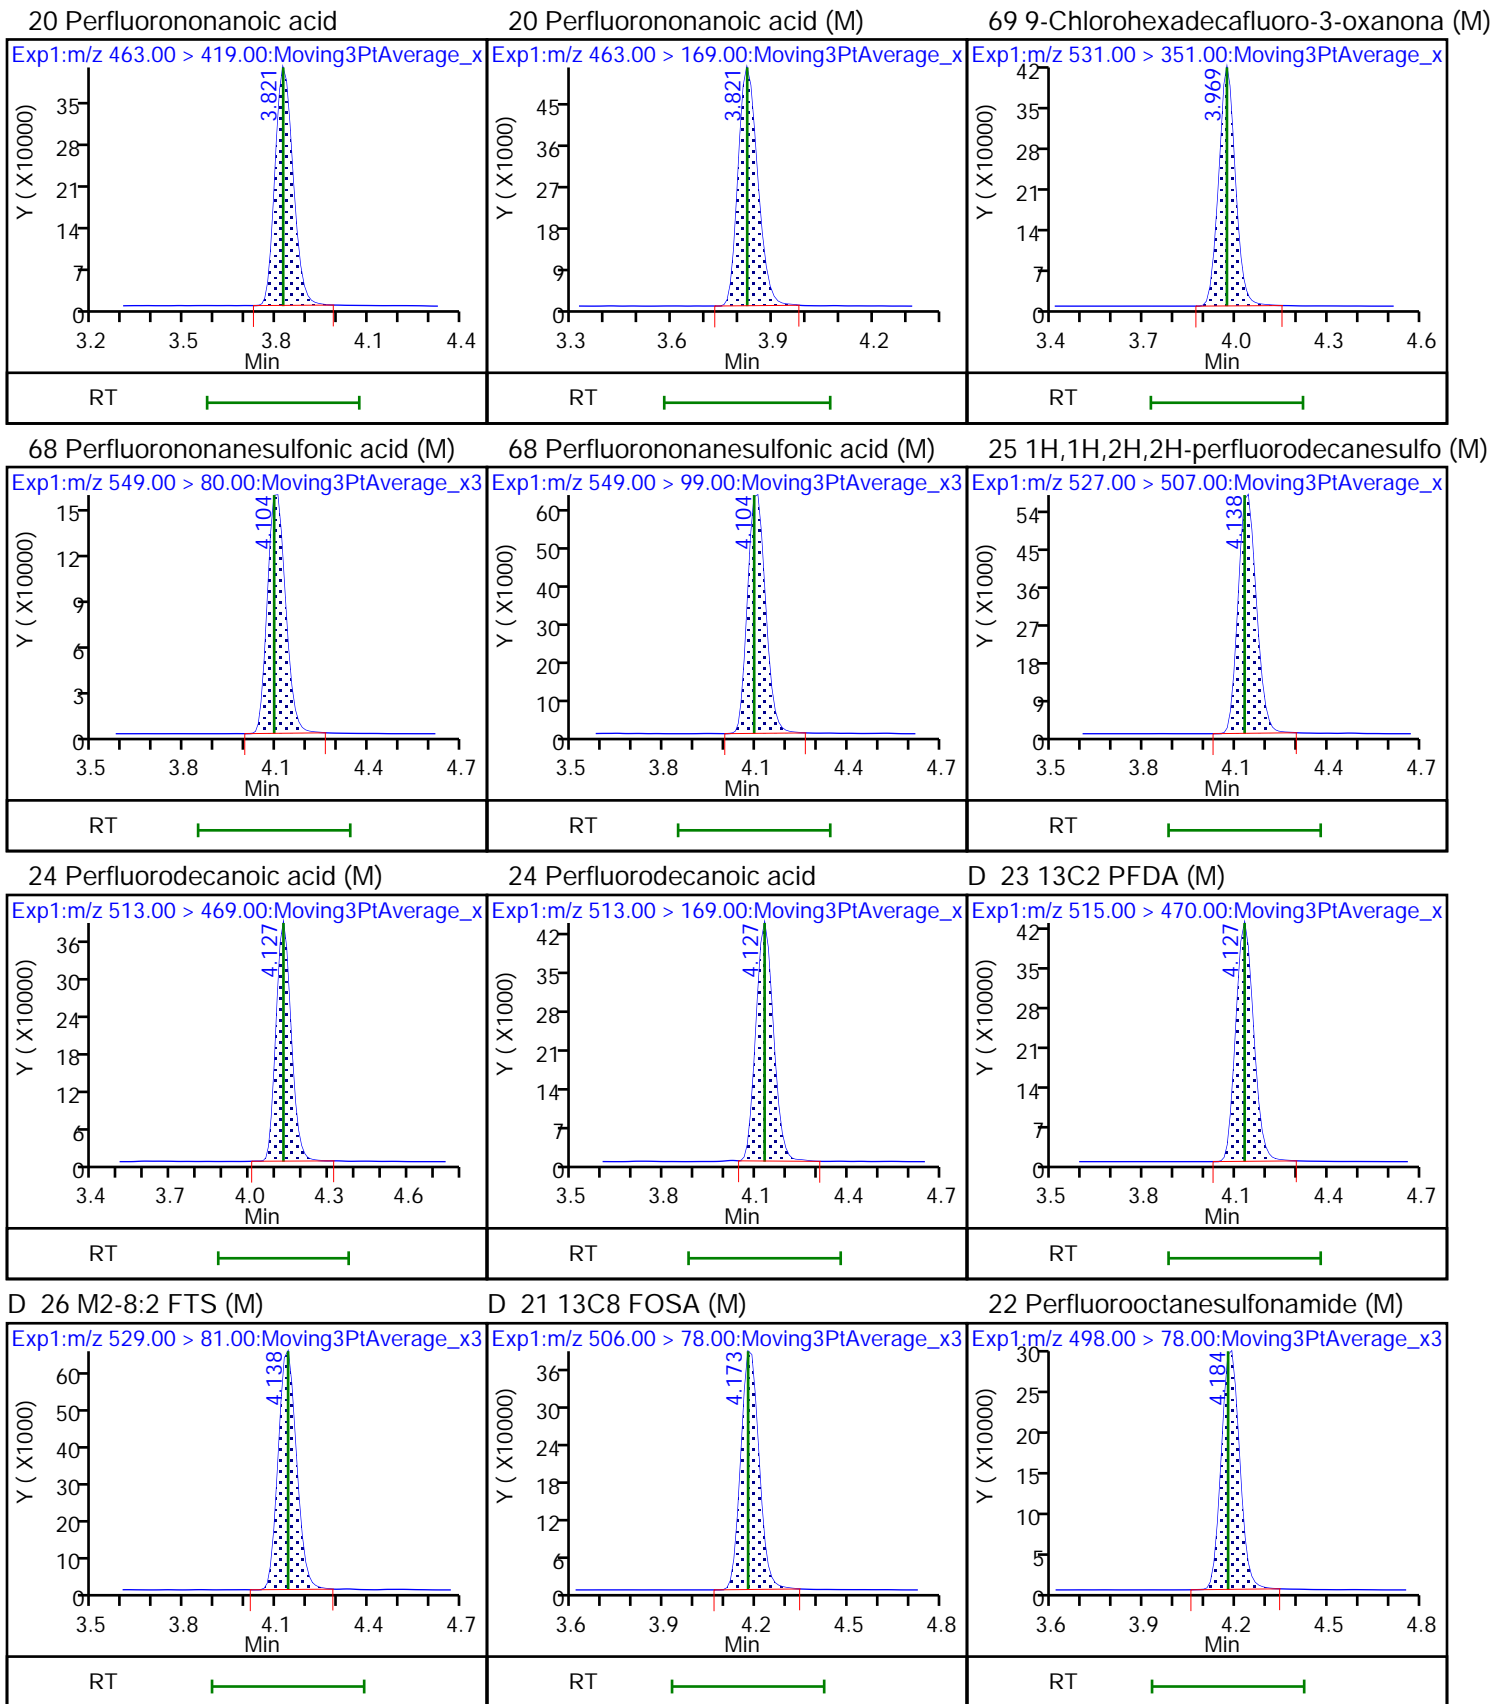 20 Perfluorononanoic acid
Exp1:m/z 463.00 > 419.00:Moving3PtAverage_x
3.821
Y ( X10000)
35
28
21
14
7
0
3.2 3.5 3.8 4.1 4.4
Min
RT
20 Perfluorononanoic acid (M)
Exp1:m/z 463.00 > 169.00:Moving3PtAverage_x
3.821
Y ( X1000)
45
36
27
18
9
0
3.3 3.6 3.9 4.2
Min
RT
69 9-Chlorohexadecafluoro-3-oxanona (M)
Exp1:m/z 531.00 > 351.00:Moving3PtAverage_x
3.969
Y ( X10000)
42
35
28
21
14
7
0
3.4 3.7 4.0 4.3 4.6
Min
RT
68 Perfluorononanesulfonic acid (M)
Exp1:m/z 549.00 > 80.00:Moving3PtAverage_x3
4.104
Y ( X10000)
15
12
9
6
3
0
3.5 3.8 4.1 4.4 4.7
Min
RT
68 Perfluorononanesulfonic acid (M)
Exp1:m/z 549.00 > 99.00:Moving3PtAverage_x3
4.104
Y ( X1000)
60
50
40
30
20
10
0
3.5 3.8 4.1 4.4 4.7
Min
RT
25 1H,1H,2H,2H-perfluorodecanesulfo (M)
Exp1:m/z 527.00 > 507.00:Moving3PtAverage_x
4.138
Y ( X1000)
54
45
36
27
18
9
0
3.5 3.8 4.1 4.4 4.7
Min
RT
24 Perfluorodecanoic acid (M)
Exp1:m/z 513.00 > 469.00:Moving3PtAverage_x
4.127
Y ( X10000)
36
30
24
18
12
6
0
3.4 3.7 4.0 4.3 4.6
Min
RT
24 Perfluorodecanoic acid
Exp1:m/z 513.00 > 169.00:Moving3PtAverage_x
4.127
Y ( X1000)
42
35
28
21
14
7
0
3.5 3.8 4.1 4.4 4.7
Min
RT
D 23 13C2 PFDA (M)
Exp1:m/z 515.00 > 470.00:Moving3PtAverage_x
4.127
Y ( X10000)
42
35
28
21
14
7
0
3.5 3.8 4.1 4.4 4.7
Min
RT
D 26 M2-8:2 FTS (M)
Exp1:m/z 529.00 > 81.00:Moving3PtAverage_x3
4.138
Y ( X10000)
60
50
40
30
20
10
0
3.5 3.8 4.1 4.4 4.7
Min
RT
D 21 13C8 FOSA (M)
Exp1:m/z 506.00 > 78.00:Moving3PtAverage_x3
4.173
Y ( X10000)
36
30
24
18
12
6
0
3.6 3.9 4.2 4.5 4.8
Min
RT
22 Perfluorooctanesulfonamide (M)
Exp1:m/z 498.00 > 78.00:Moving3PtAverage_x3
4.184
Y ( X10000)
30
25
20
15
10
5
0
3.6 3.9 4.2 4.5 4.8
Min
RT